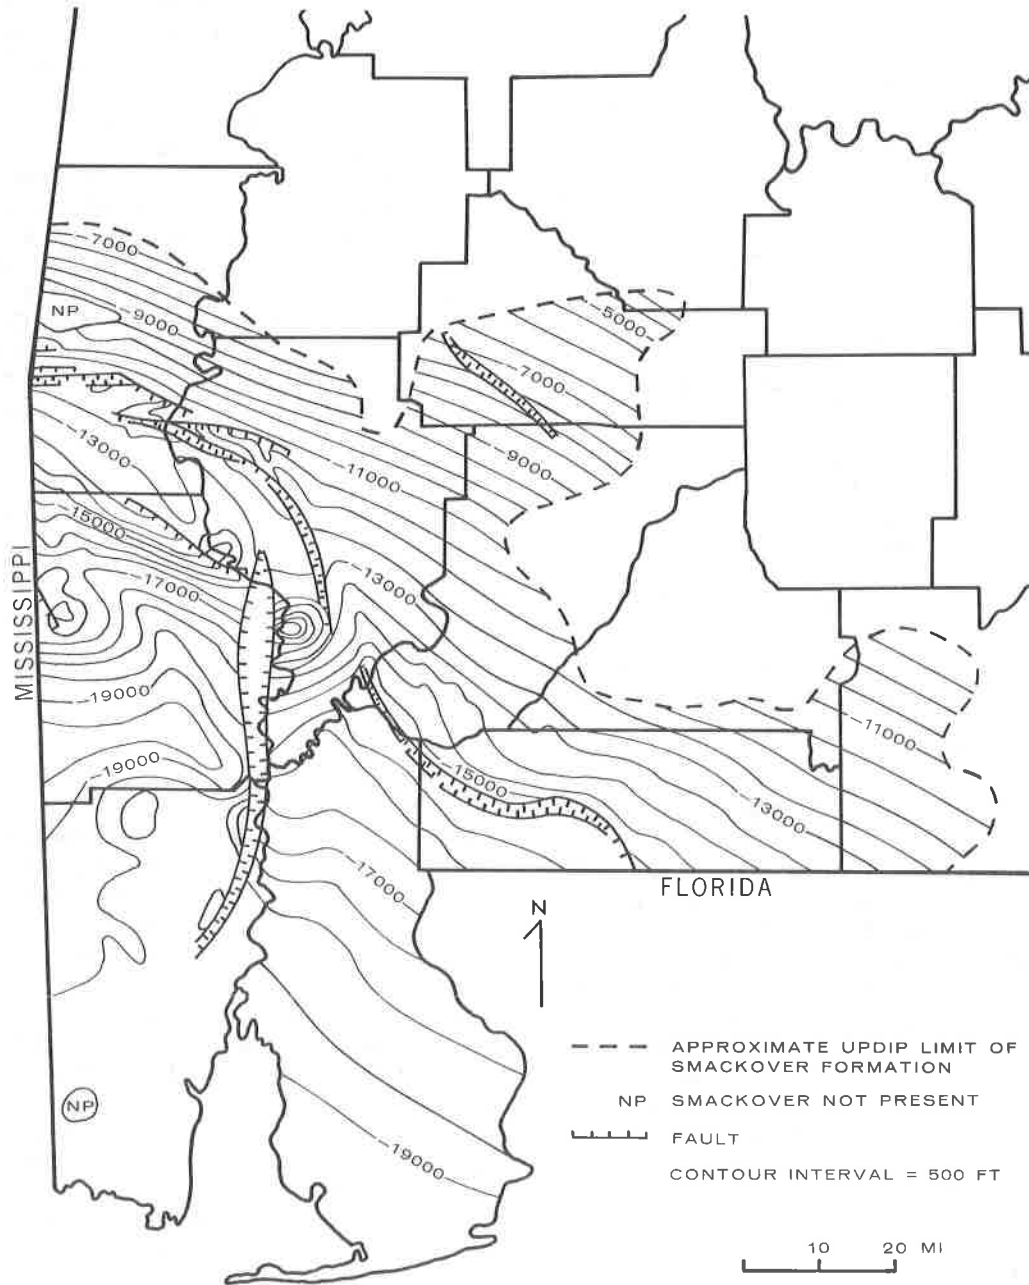 -7000
NP
-9000
-5000
-7000
-13000
-11000
-9000
-15000
-17000
-13000
MISSISSIPPI
-19000
-11000
-19000
-15000
-13000
-17000
FLORIDA
N
APPROXIMATE UPDIP LIMIT OF
SMACKOVER FORMATION
NP SMACKOVER NOT PRESENT
NP
FAULT
-19000
CONTOUR INTERVAL = 500 FT
10 20 MI